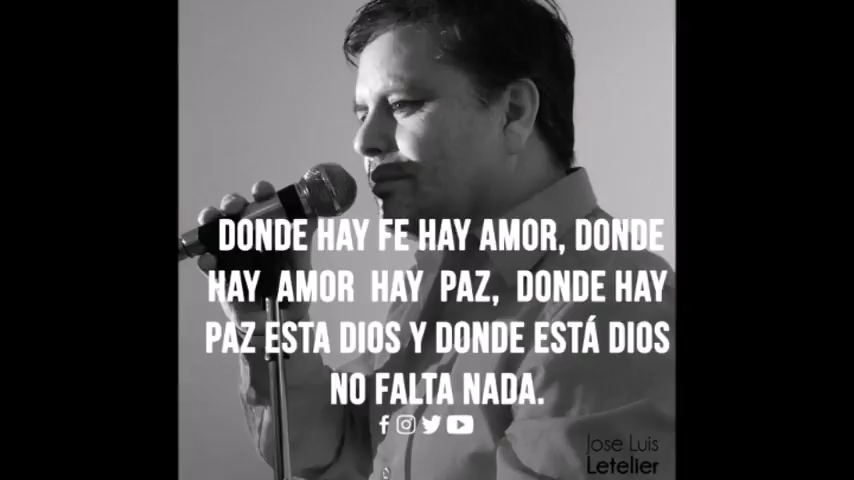 DONDE HAY FE HAY AMOR, DONDE
HAY AMOR HAY PAZ, DONDE HAY
PAZ ESTA DIOS Y DONDE ESTÁ DIOS
NO FALTA NADA.
Jose Luis
Letelier